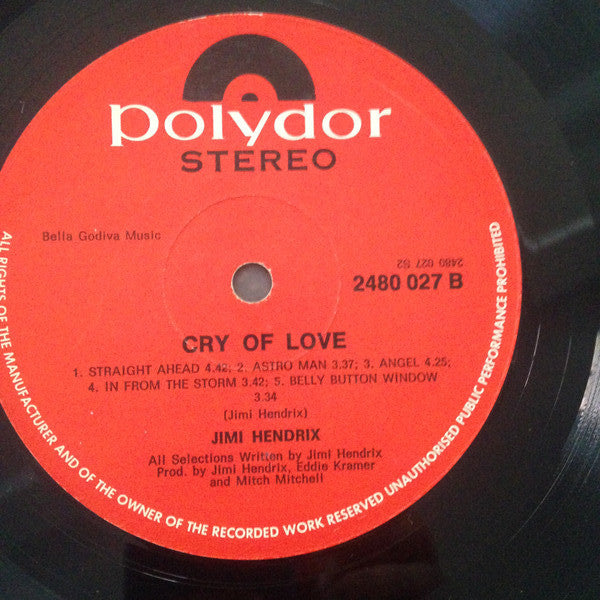 polydor
STEREO
Bella Godiva Music
2480 027 S2
2480 027 B
CRY OF LOVE
1. STRAIGHT AHEAD 4.42; 2. ASTRO MAN 3.37; 3. ANGEL 4.25;
4. IN FROM THE STORM 3.42; 5. BELLY BUTTON WINDOW
3.34
(Jimi Hendrix)
JIMI HENDRIX
All Selections Written by Jimi Hendrix
Prod. by Jimi Hendrix, Eddie Kramer
and Mitch Mitchell
ALL RIGHTS OF THE MANUFACTURER AND OF THE OWNER OF THE RECORDED WORK RESERVED UNAUTHORISED PUBLIC PERFORMANCE PROHIBITED